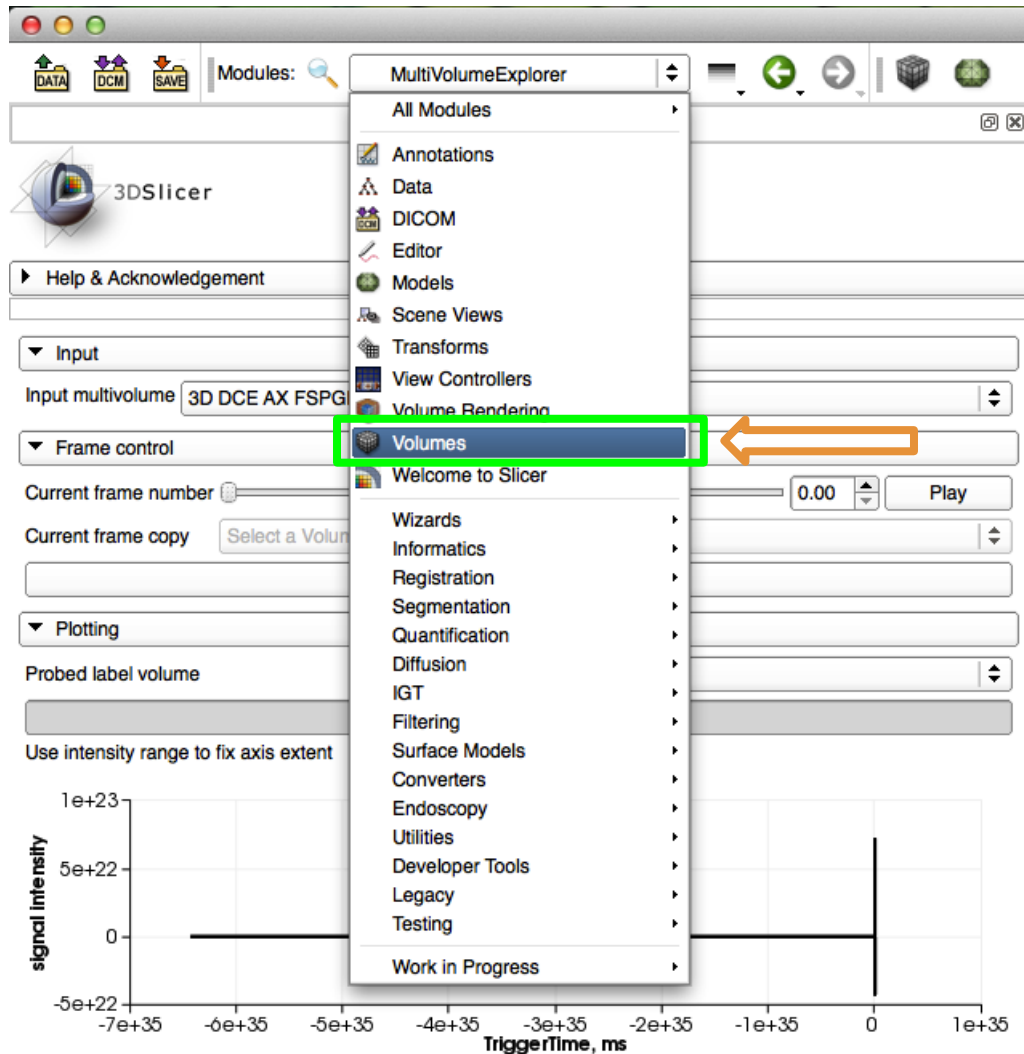 DATA DCM SAVE Modules: MultiVolumeExplorer
All Modules
3DSlicer
Annotations
Data
DICOM
Editor
Help & Acknowledgement
Models
Scene Views
Input
Transforms
View Controllers
Input multivolume 3D DCE AX FSPG
Volume Rendering
Frame control
Volumes
Welcome to Slicer
Current frame number 0.00 Play
Wizards
Current frame copy Select a Volum
Informatics
Registration
Segmentation
Plotting
Quantification
Diffusion
Probed label volume
IGT
Filtering
Use intensity range to fix axis extent
Surface Models
Converters
Endoscopy
Utilities
Developer Tools
Legacy
Testing
Work in Progress
signal intensity
1e+23
5e+22
0
-5e+22
-7e+35 -6e+35 -5e+35 -4e+35 -3e+35 -2e+35 -1e+35 0 1e+35
TriggerTime, ms